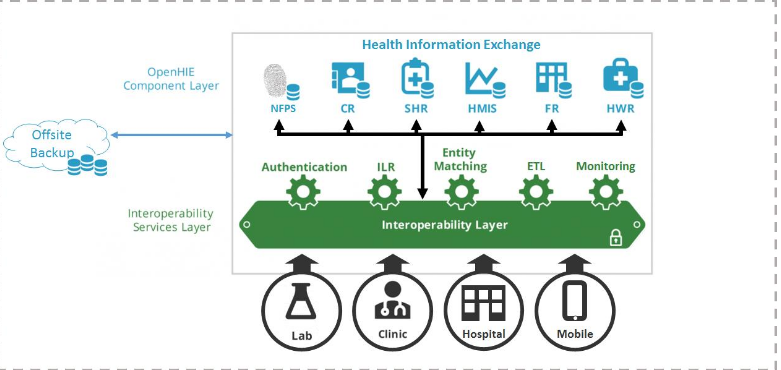 Health Information Exchange
OpenHIE
Component Layer
NFPS
CR
SHR
HMIS
FR
HWR
Offsite
Backup
Authentication
ILR
Entity
Matching
ETL
Monitoring
Interoperability
Services Layer
Interoperability Layer
Lab
Clinic
Hospital
Mobile